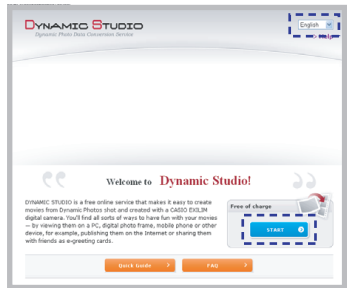 DYNAMIC STUDIO
Dynamic Photo Data Conversion Service
English
Help
Welcome to Dynamic Studio!
DYNAMIC STUDIO is a free online service that makes it easy to create
movies from Dynamic Photos shot and created with a CASIO EXILIM
digital camera. You'll find all sorts of ways to have fun with your movies
— by viewing them on a PC, digital photo frame, mobile phone or other
device, for example, publishing them on the Internet or sharing them
with friends as e-greeting cards.
Free of charge
START
Quick Guide
FAQ